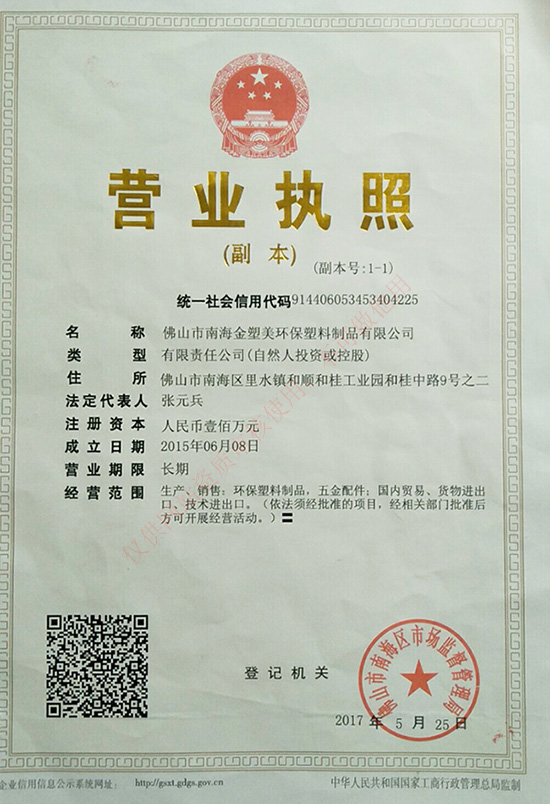 营业执照
(副 本)
(副本号:1-1)
统一社会信用代码914406053453404225
名 称 佛山市南海金塑美环保塑料制品有限公司
类 型 有限责任公司(自然人投资或控股)
住 所 佛山市南海区里水镇和顺和桂工业园和桂中路9号之二
法定代表人 张元兵
注册资本 人民币壹佰万元
成立日期 2015年06月08日
营业期限 长期
经营范围 生产、销售:环保塑料制品,五金配件;国内贸易、货物进出
口、技术进出口。(依法须经批准的项目,经相关部门批准后
方可开展经营活动。)〓
登记机关
佛山市南海区市场监督管理局
2017 年 5 月 25 日
企业信用信息公示系统网址: http://gsxt.gdgs.gov.cn
中华人民共和国国家工商行政管理总局监制